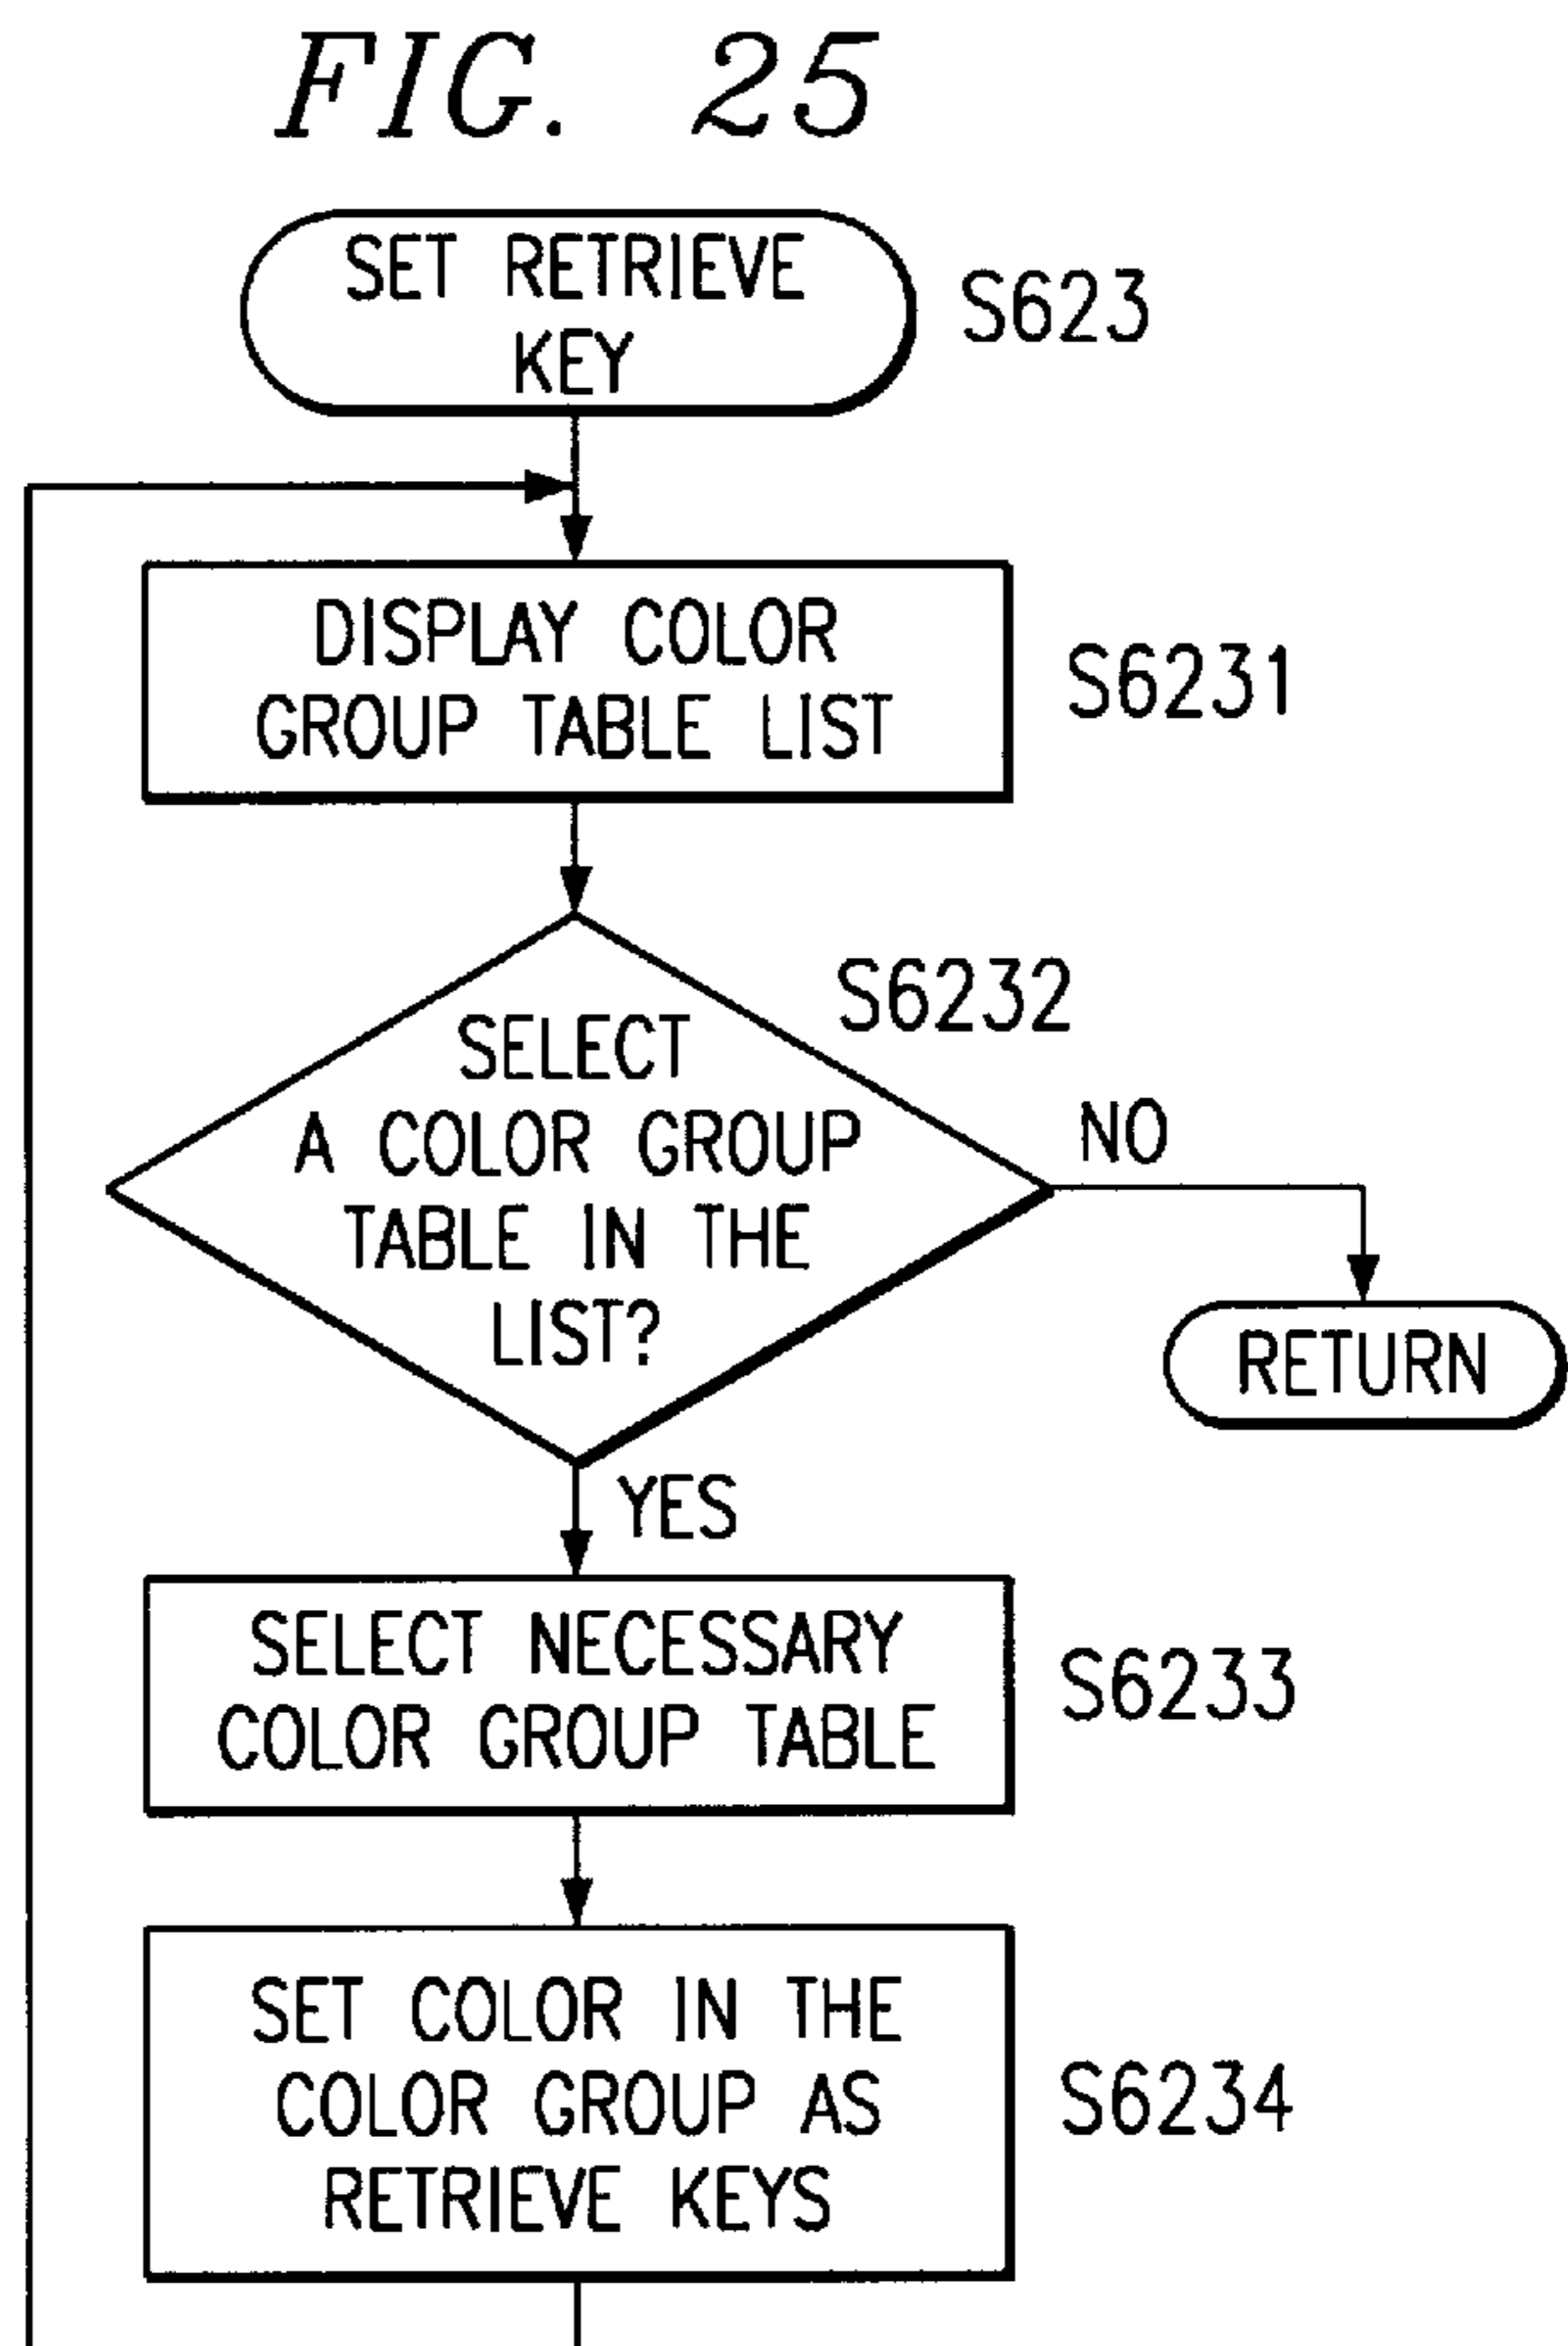 FIG. 25
SET RETRIEVE
KEY
S623
DISPLAY COLOR
GROUP TABLE LIST
S6231
S6232
SELECT
A COLOR GROUP
TABLE IN THE
LIST?
NO
RETURN
YES
SELECT NECESSARY
COLOR GROUP TABLE
S6233
SET COLOR IN THE
COLOR GROUP AS
RETRIEVE KEYS
S6234